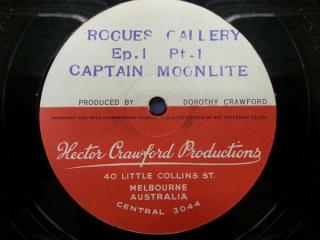 ROGUES GALLERY
Ep.1 Pt-1
CAPTAIN MOONLITE
PRODUCED BY DOROTHY CRAWFORD
Hector Crawford Productions
40 LITTLE COLLINS ST.
MELBOURNE
AUSTRALIA
CENTRAL 3044